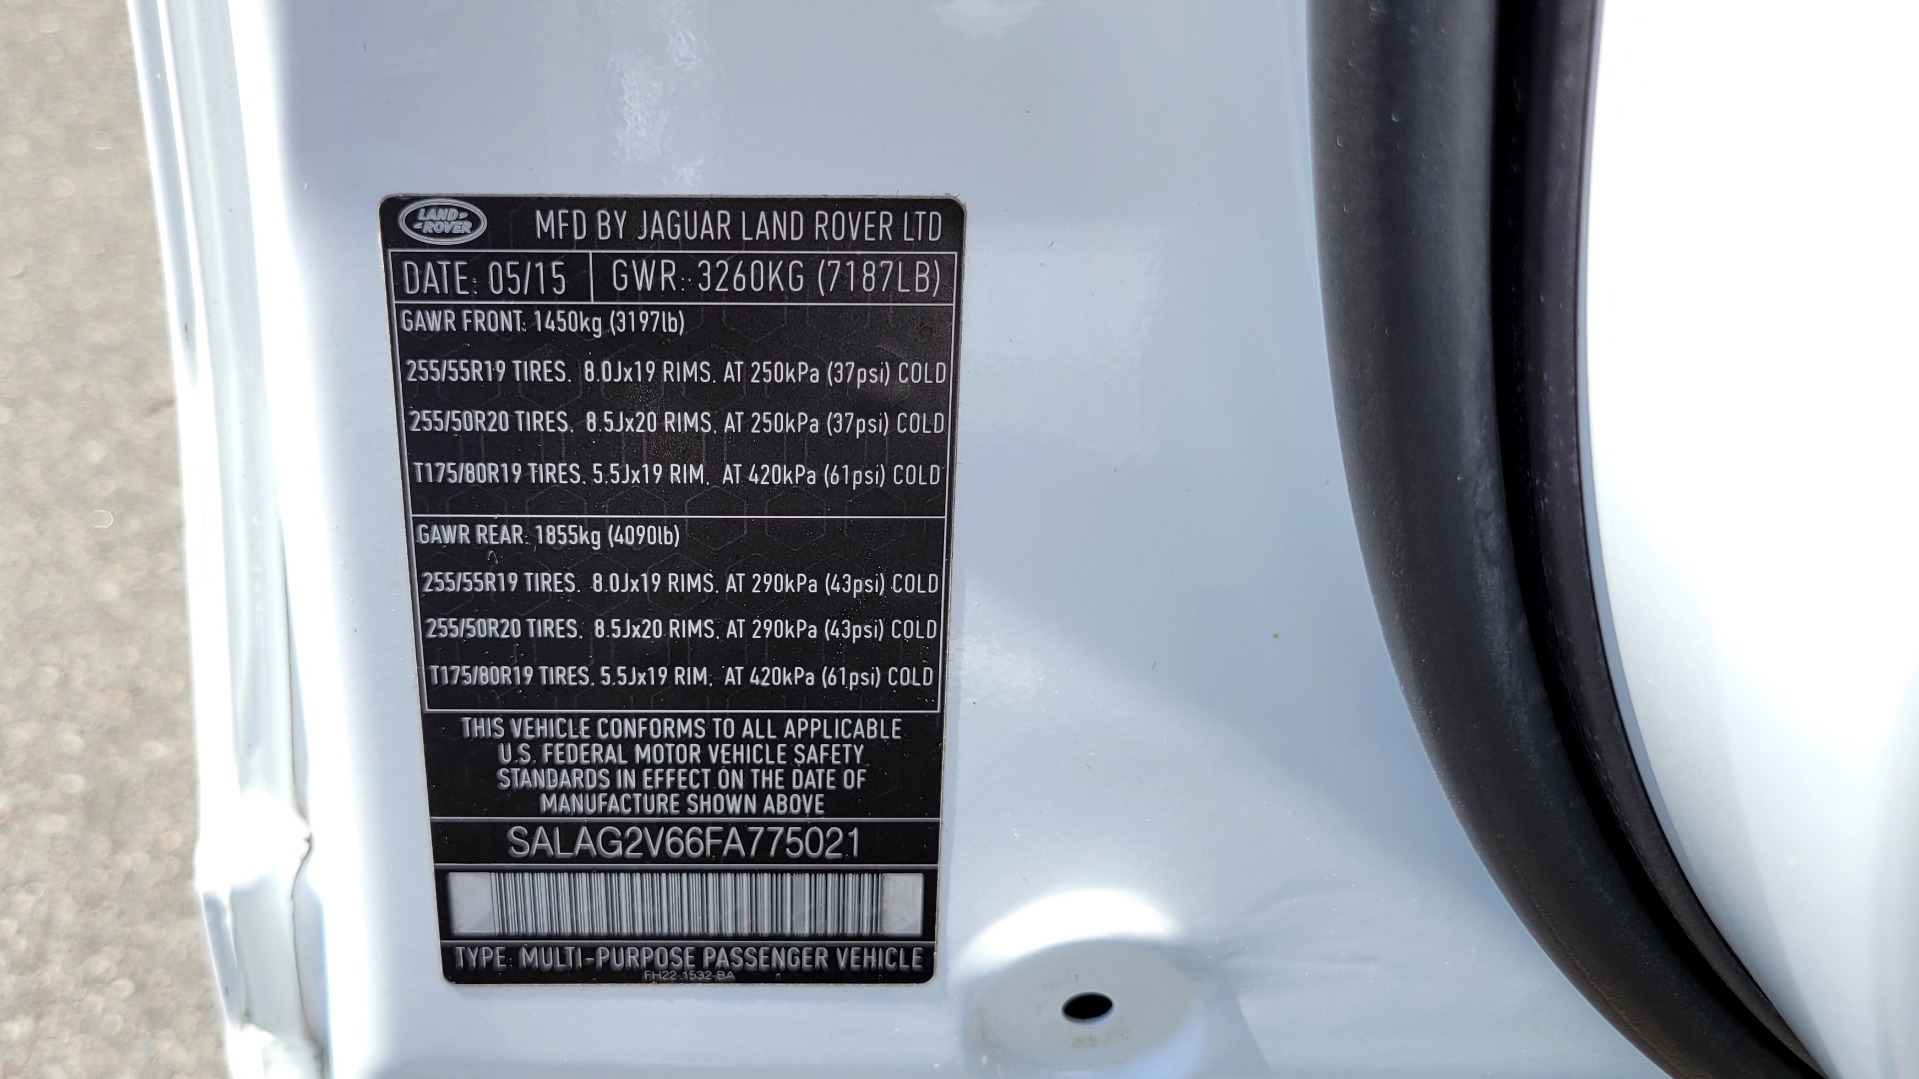 LAND ROVER
MFD BY JAGUAR LAND ROVER LTD
DATE: 05/15 GWR: 3260KG (7187LB)
GAWR FRONT: 1450kg (3197lb)
255/55R19 TIRES. 8.0Jx19 RIMS. AT 250kPa (37psi) COLD
255/50R20 TIRES. 8.5Jx20 RIMS. AT 250kPa (37psi) COLD
T175/80R19 TIRES. 5.5Jx19 RIM. AT 420kPa (61psi) COLD
GAWR REAR: 1855kg (4090lb)
255/55R19 TIRES. 8.0Jx19 RIMS. AT 290kPa (43psi) COLD
255/50R20 TIRES. 8.5Jx20 RIMS. AT 290kPa (43psi) COLD
T175/80R19 TIRES. 5.5Jx19 RIM. AT 420kPa (61psi) COLD
THIS VEHICLE CONFORMS TO ALL APPLICABLE
U.S. FEDERAL MOTOR VEHICLE SAFETY
STANDARDS IN EFFECT ON THE DATE OF
MANUFACTURE SHOWN ABOVE
SALAG2V66FA775021
TYPE: MULTI-PURPOSE PASSENGER VEHICLE
FH22-1532-BA